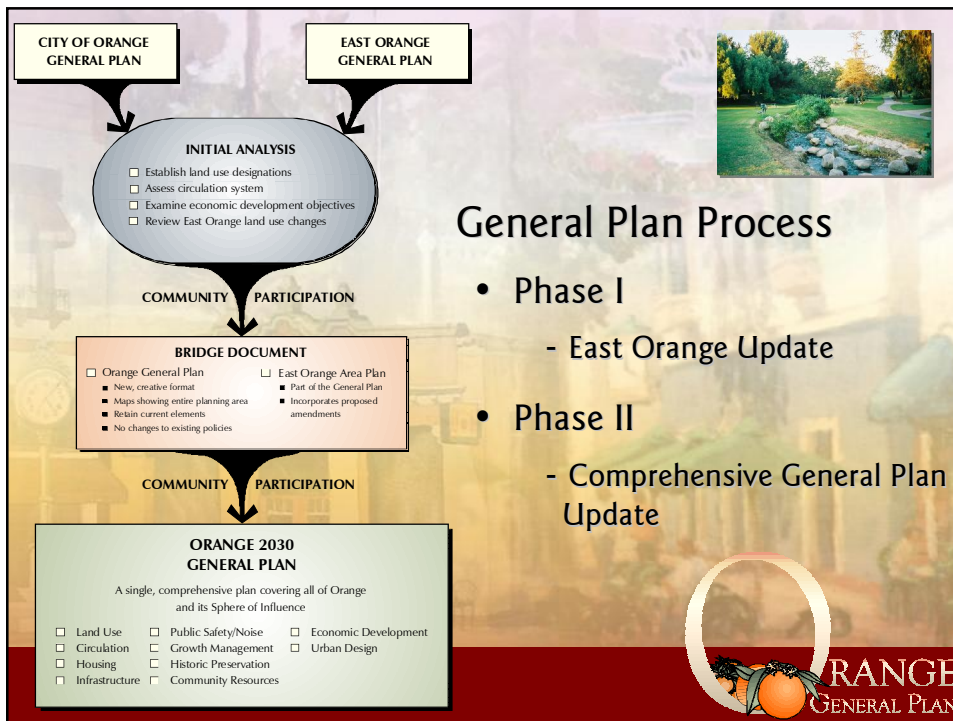 CITY OF ORANGE
GENERAL PLAN
EAST ORANGE
GENERAL PLAN
INITIAL ANALYSIS
Establish land use designations
Assess circulation system
Examine economic development objectives
Review East Orange land use changes
COMMUNITY PARTICIPATION
BRIDGE DOCUMENT
Orange General Plan
New, creative format
Maps showing entire planning area
Retain current elements
No changes to existing policies
East Orange Area Plan
Part of the General Plan
Incorporates proposed
amendments
COMMUNITY PARTICIPATION
ORANGE 2030
GENERAL PLAN
A single, comprehensive plan covering all of Orange
and its Sphere of Influence
Land Use
Circulation
Housing
Infrastructure
Public Safety/Noise
Growth Management
Historic Preservation
Community Resources
Economic Development
Urban Design
General Plan Process
• Phase I
- East Orange Update
• Phase II
- Comprehensive General Plan
Update
ORANGE
GENERAL PLAN